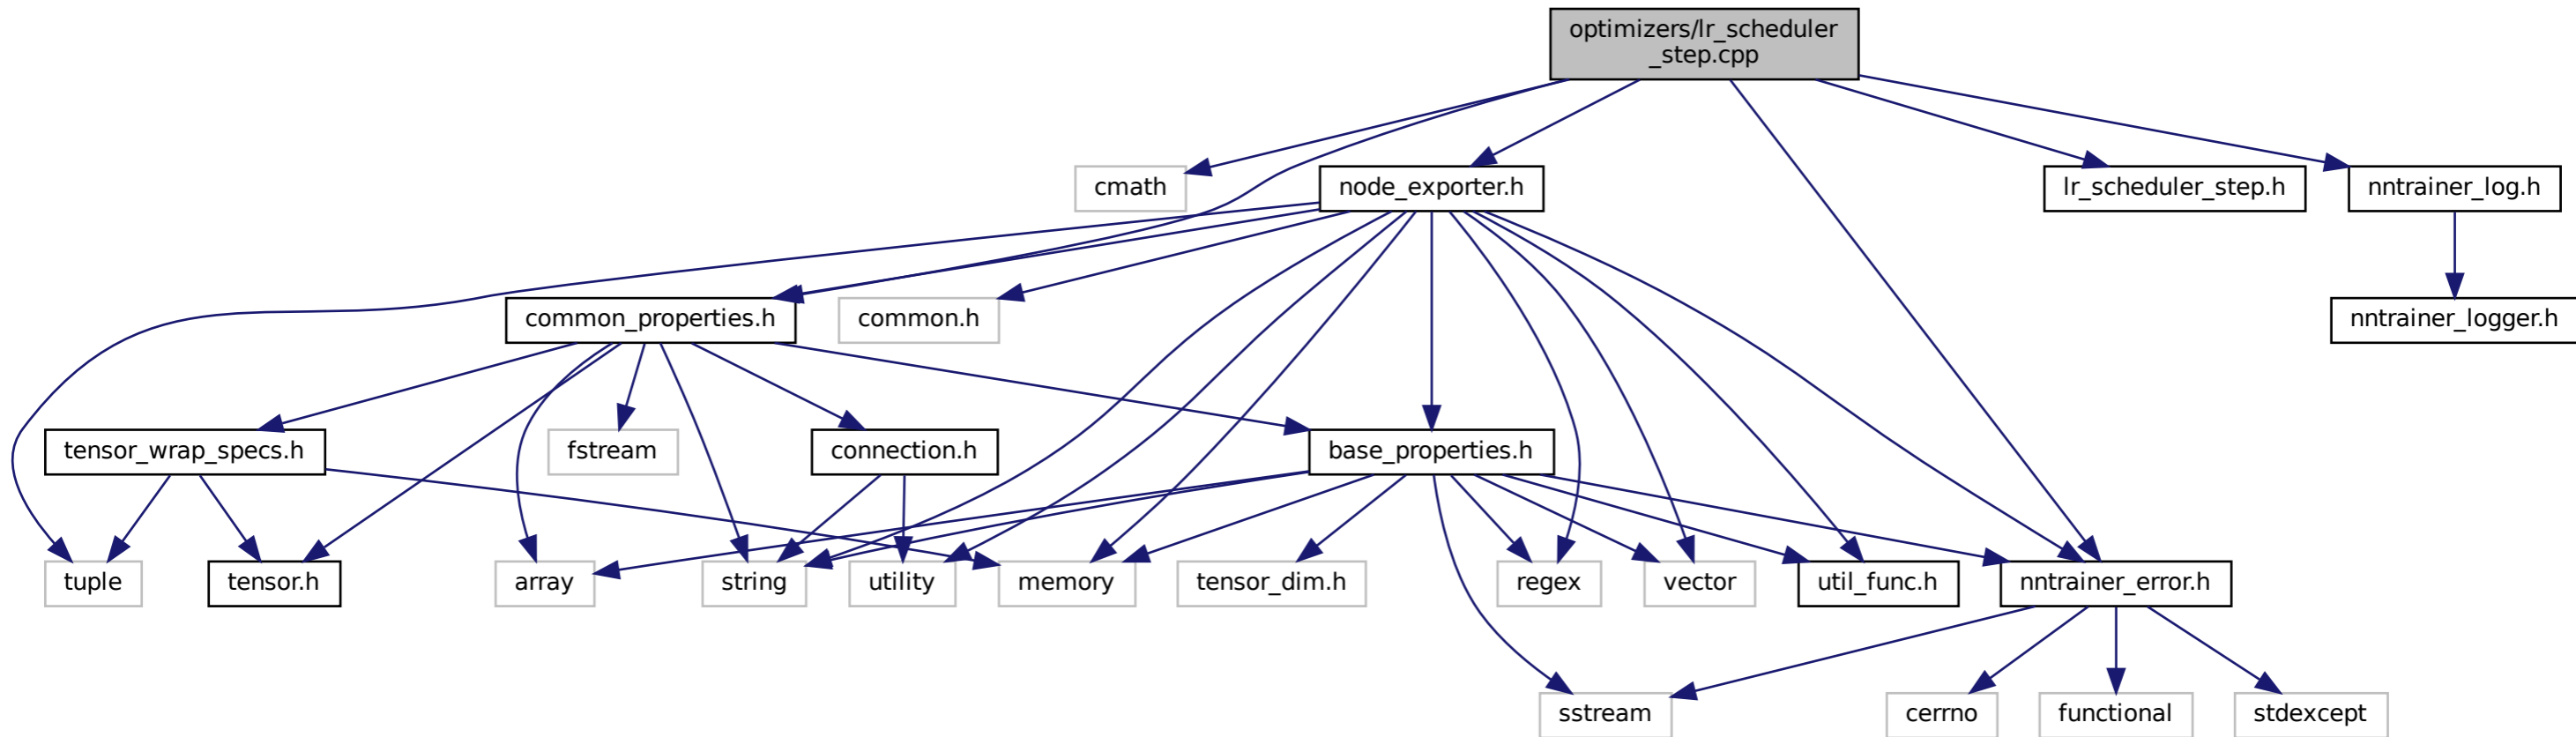 optimizers/lr_scheduler
_step.cpp
cmath
node_exporter.h
lr_scheduler_step.h
nntrainer_log.h
common_properties.h
common.h
nntrainer_logger.h
tensor_wrap_specs.h
fstream
connection.h
base_properties.h
tuple
tensor.h
array
string
utility
memory
tensor_dim.h
regex
vector
util_func.h
nntrainer_error.h
sstream
cerrno
functional
stdexcept